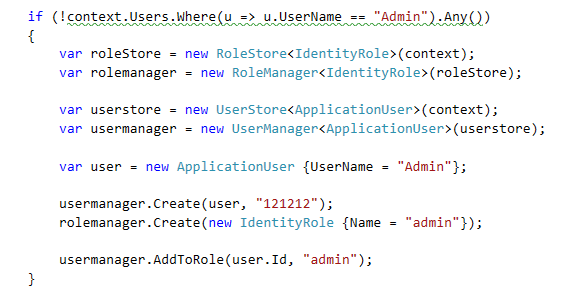 if (!context.Users.Where(u => u.UserName == "Admin").Any())
{
    var roleStore = new RoleStore<IdentityRole>(context);
    var rolemanager = new RoleManager<IdentityRole>(roleStore);

    var userstore = new UserStore<ApplicationUser>(context);
    var usermanager = new UserManager<ApplicationUser>(userstore);

    var user = new ApplicationUser {UserName = "Admin"};

    usermanager.Create(user, "121212");
    rolemanager.Create(new IdentityRole {Name = "admin"});

    usermanager.AddToRole(user.Id, "admin");
}